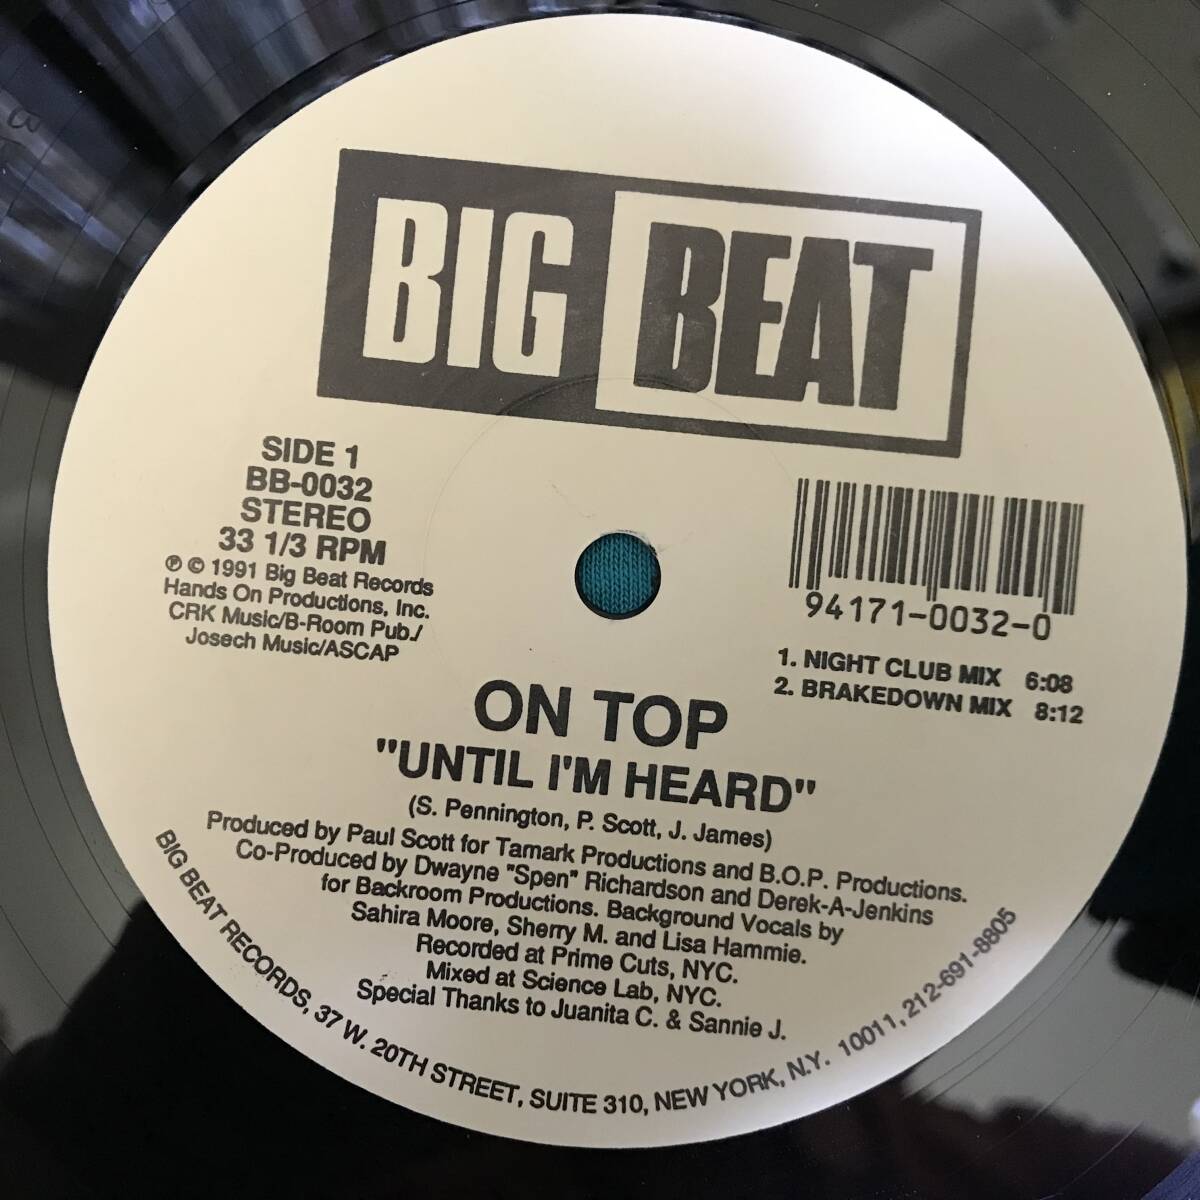 BIG BEAT
SIDE 1
BB-0032
STEREO
33 1/3 RPM
℗ © 1991 Big Beat Records
Hands On Productions, Inc.
CRK Music/B-Room Pub./
Josech Music/ASCAP
94171-0032-0
1. NIGHT CLUB MIX 6:08
2. BRAKEDOWN MIX 8:12
ON TOP
"UNTIL I'M HEARD"
(S. Pennington, P. Scott, J. James)
Produced by Paul Scott for Tamark Productions and B.O.P. Productions.
Co-Produced by Dwayne "Spen" Richardson and Derek-A-Jenkins
for Backroom Productions. Background Vocals by
Sahira Moore, Sherry M. and Lisa Hammie.
Recorded at Prime Cuts, NYC.
Mixed at Science Lab, NYC.
Special Thanks to Juanita C. & Sannie J.
BIG BEAT RECORDS, 37 W. 20TH STREET, SUITE 310, NEW YORK, N.Y. 10011, 212-691-8805